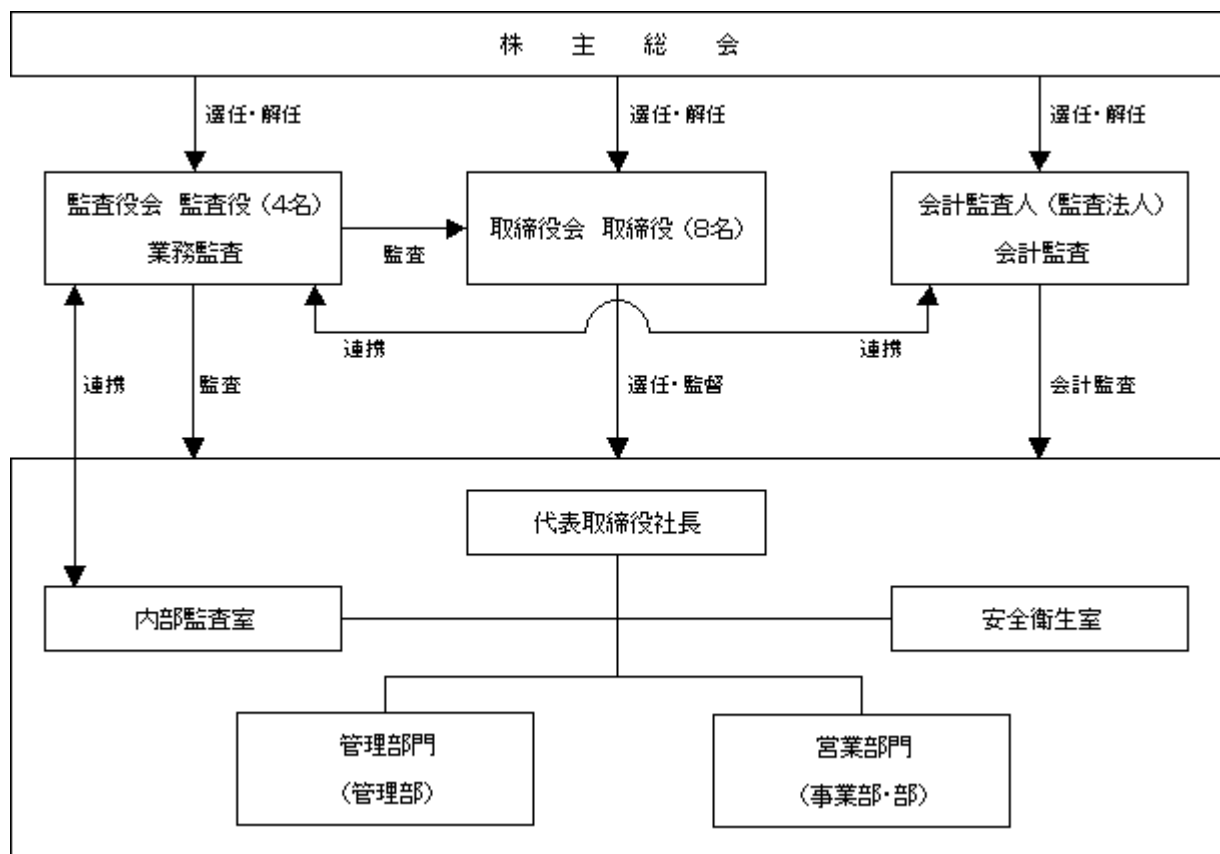 株 主 総 会
選任・解任
選任・解任
選任・解任
監査役会 監査役(4名)
業務監査
監査
取締役会 取締役(8名)
会計監査人(監査法人)
会計監査
連携
連携
連携
監査
選任・監督
会計監査
代表取締役社長
内部監査室
安全衛生室
管理部門
(管理部)
営業部門
(事業部・部)